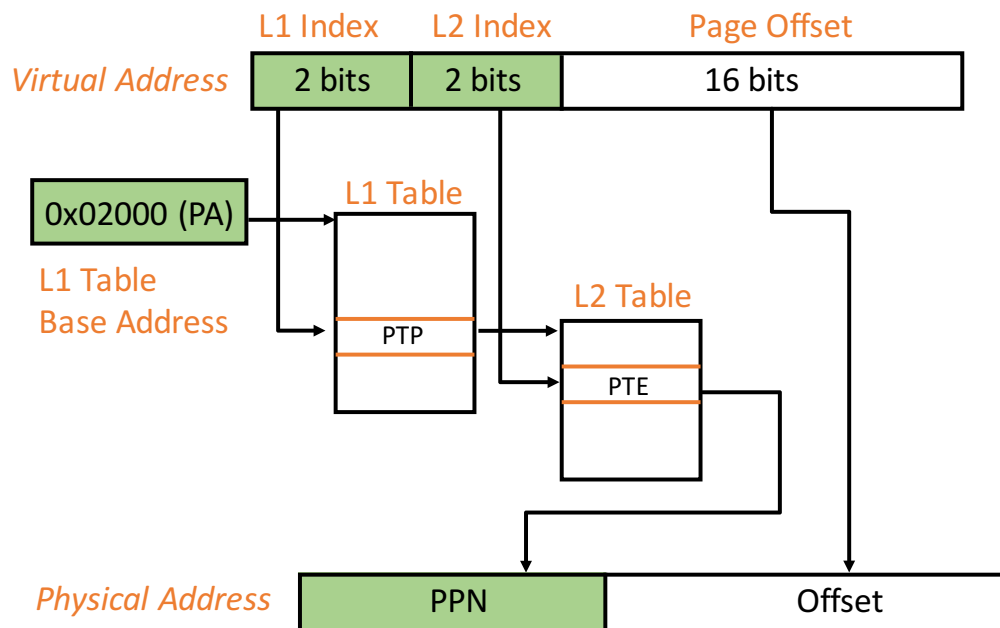 L1 Index L2 Index Page Offset
Virtual Address 2 bits 2 bits 16 bits
L1 Table
0x02000 (PA)
L1 Table
Base Address
L2 Table
PTP
PTE
Physical Address PPN Offset